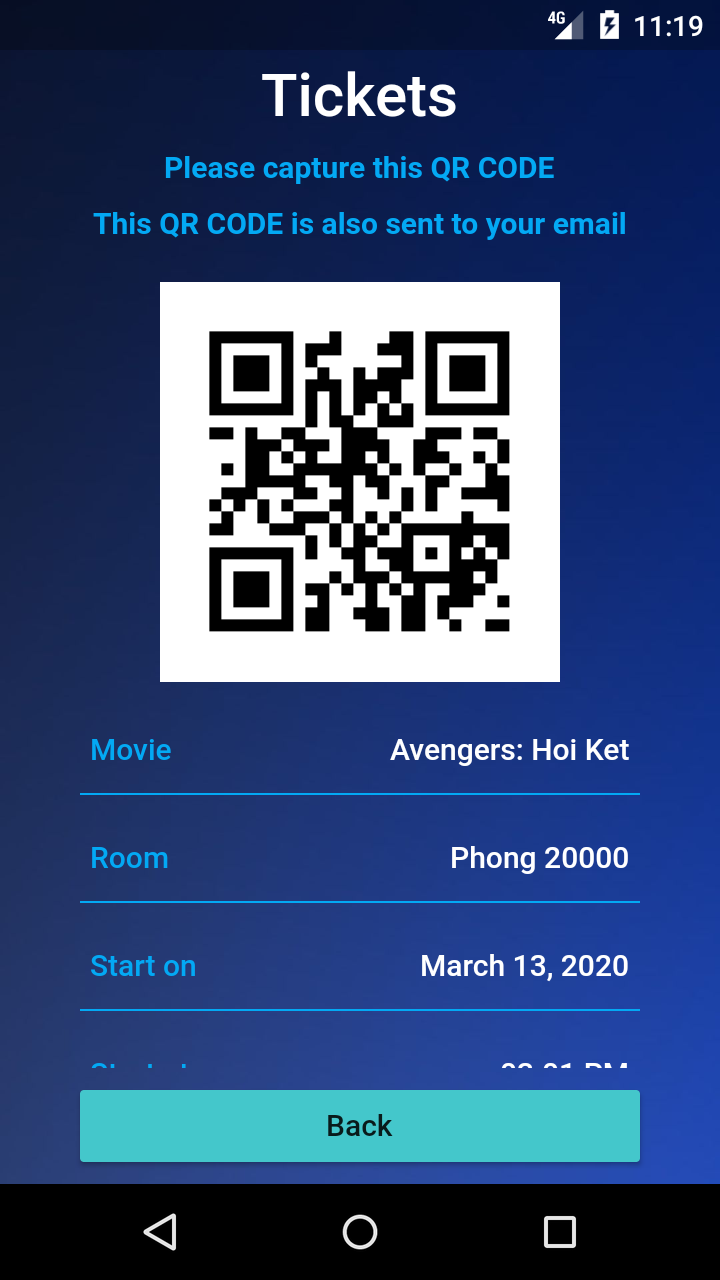 4G 11:19
Tickets
Please capture this QR CODE
This QR CODE is also sent to your email
Movie Avengers: Hoi Ket
Room Phong 20000
Start on March 13, 2020
PM
Back